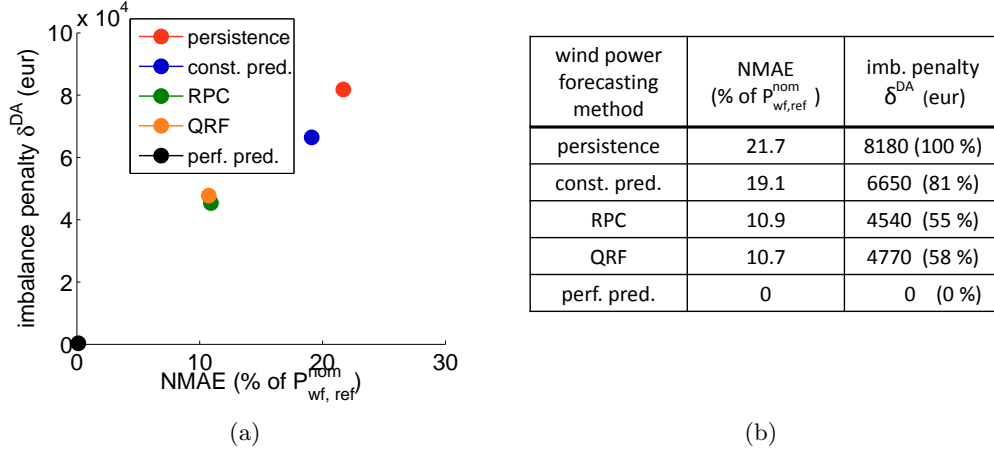 x 10^4
10
8
6
4
2
0
0
10
20
30
imbalance penalty δ^DA (eur)
NMAE (% of P^nom_wf, ref)
persistence
const. pred.
RPC
QRF
perf. pred.
(a)
wind power forecasting method | NMAE (% of P^nom_wf,ref ) | imb. penalty δ^DA (eur)
persistence | 21.7 | 8180 (100 %)
const. pred. | 19.1 | 6650 (81 %)
RPC | 10.9 | 4540 (55 %)
QRF | 10.7 | 4770 (58 %)
perf. pred. | 0 | 0 (0 %)
(b)